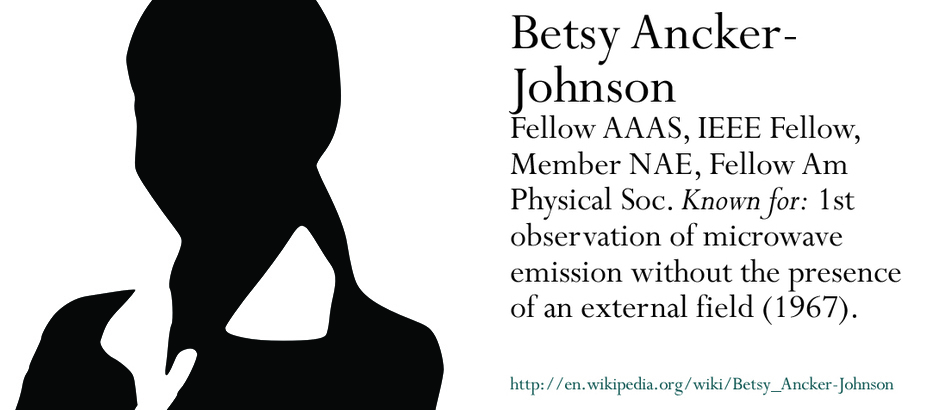 Betsy Ancker-
Johnson
Fellow AAAS, IEEE Fellow,
Member NAE, Fellow Am
Physical Soc. Known for: 1st
observation of microwave
emission without the presence
of an external field (1967).
http://en.wikipedia.org/wiki/Betsy_Ancker-Johnson